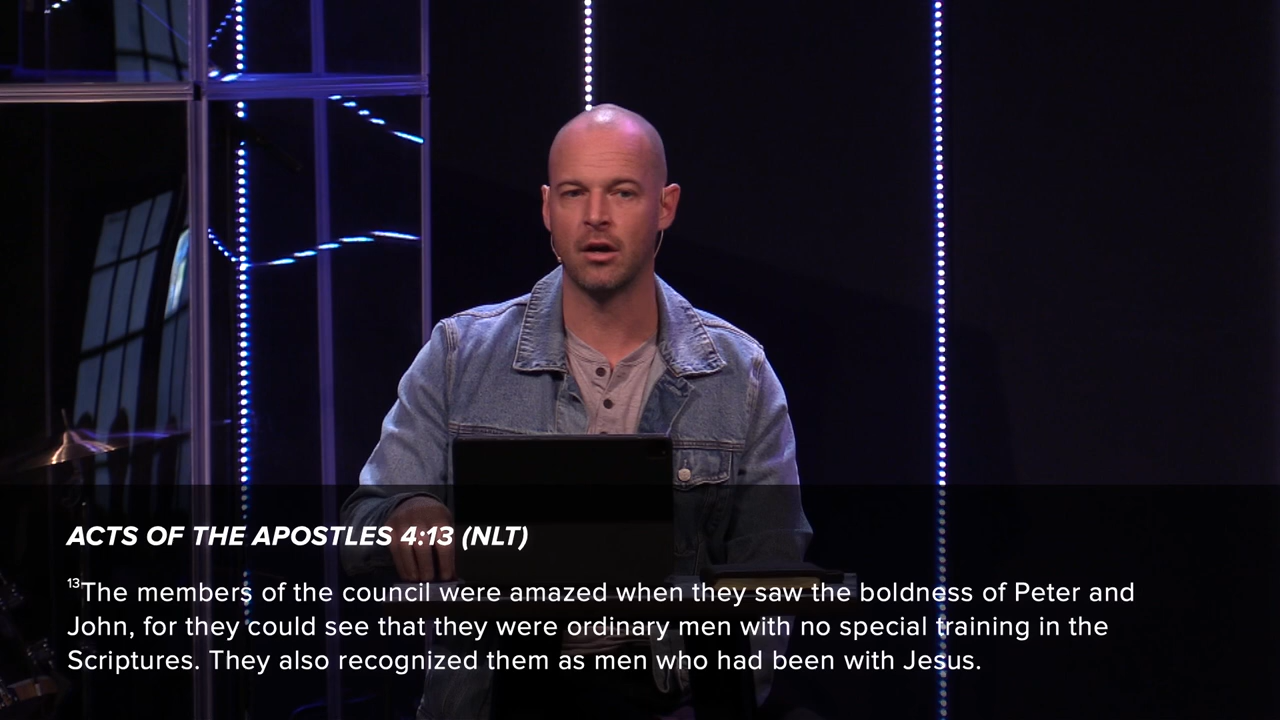 ACTS OF THE APOSTLES 4:13 (NLT)
¹³The members of the council were amazed when they saw the boldness of Peter and
John, for they could see that they were ordinary men with no special training in the
Scriptures. They also recognized them as men who had been with Jesus.